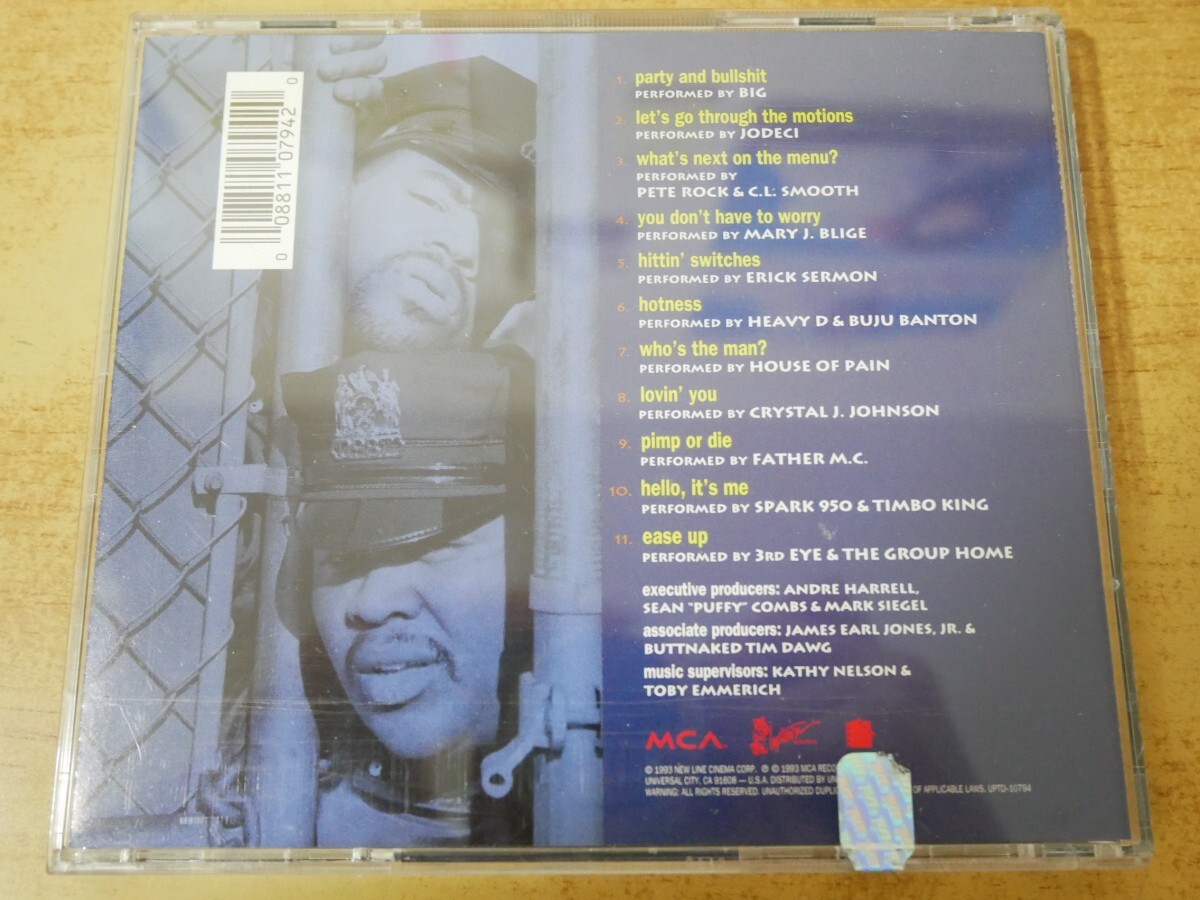 0 08811 07942 0
1. party and bullshit
PERFORMED BY BIG
2. let's go through the motions
PERFORMED BY JODECI
3. what's next on the menu?
PERFORMED BY
PETE ROCK & C.L. SMOOTH
4. you don't have to worry
PERFORMED BY MARY J. BLIGE
5. hittin' switches
PERFORMED BY ERICK SERMON
6. hotness
PERFORMED BY HEAVY D & BUJU BANTON
7. who's the man?
PERFORMED BY HOUSE OF PAIN
8. lovin' you
PERFORMED BY CRYSTAL J. JOHNSON
9. pimp or die
PERFORMED BY FATHER M.C.
10. hello, it's me
PERFORMED BY SPARK 950 & TIMBO KING
11. ease up
PERFORMED BY 3RD EYE & THE GROUP HOME
executive producers: ANDRE HARRELL,
SEAN "PUFFY" COMBS & MARK SIEGEL
associate producers: JAMES EARL JONES, JR. &
BUTTNAKED TIM DAWG
music supervisors: KATHY NELSON &
TOBY EMMERICH
MCA.
© 1993 NEW LINE CINEMA CORP. ℗ © 1993 MCA
UNIVERSAL CITY, CA 91608 — U.S.A. DISTRIBUTED BY
WARNING: ALL RIGHTS RESERVED. UNAUTHORIZED OF APPLICABLE LAWS. UPTD-10794